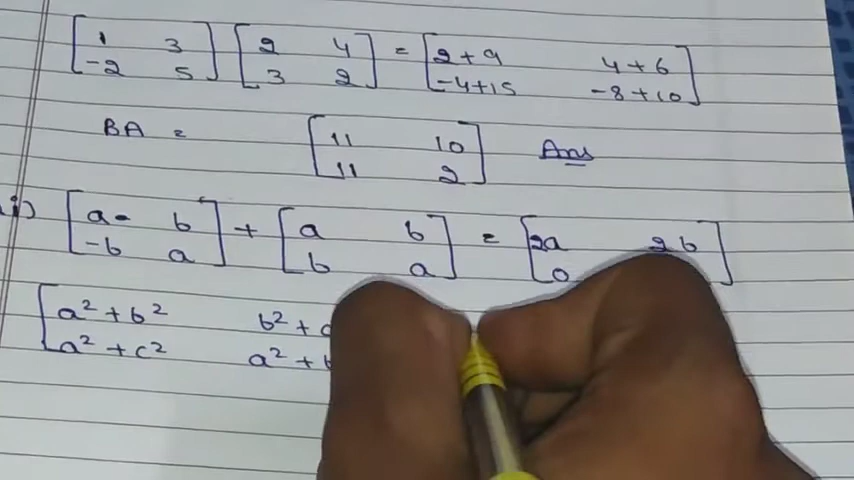 1 3 2 4 = 2+9 4+6
-2 5 3 2 -4+15 -8+10
BA = 11 10 Ans
11 2
i) a b + a b = 2a 2b
-b a b a 0
a² + b² b² + c
a² + c² a² + b